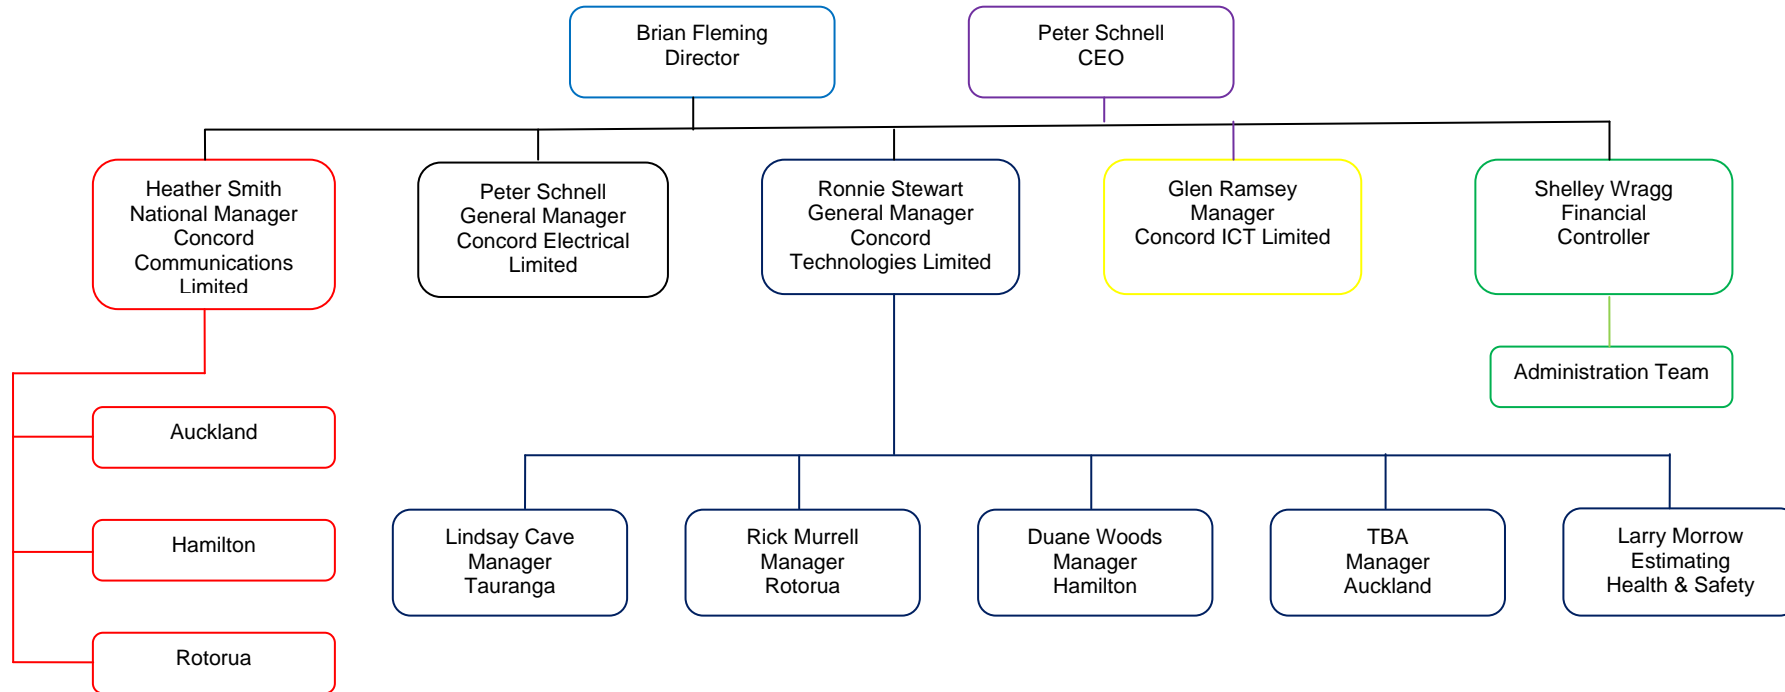 Brian Fleming
Director
Peter Schnell
CEO
Heather Smith
National Manager
Concord
Communications
Limited
Peter Schnell
General Manager
Concord Electrical
Limited
Ronnie Stewart
General Manager
Concord
Technologies Limited
Glen Ramsey
Manager
Concord ICT Limited
Shelley Wragg
Financial
Controller
Administration Team
Auckland
Hamilton
Rotorua
Lindsay Cave
Manager
Tauranga
Rick Murrell
Manager
Rotorua
Duane Woods
Manager
Hamilton
TBA
Manager
Auckland
Larry Morrow
Estimating
Health & Safety